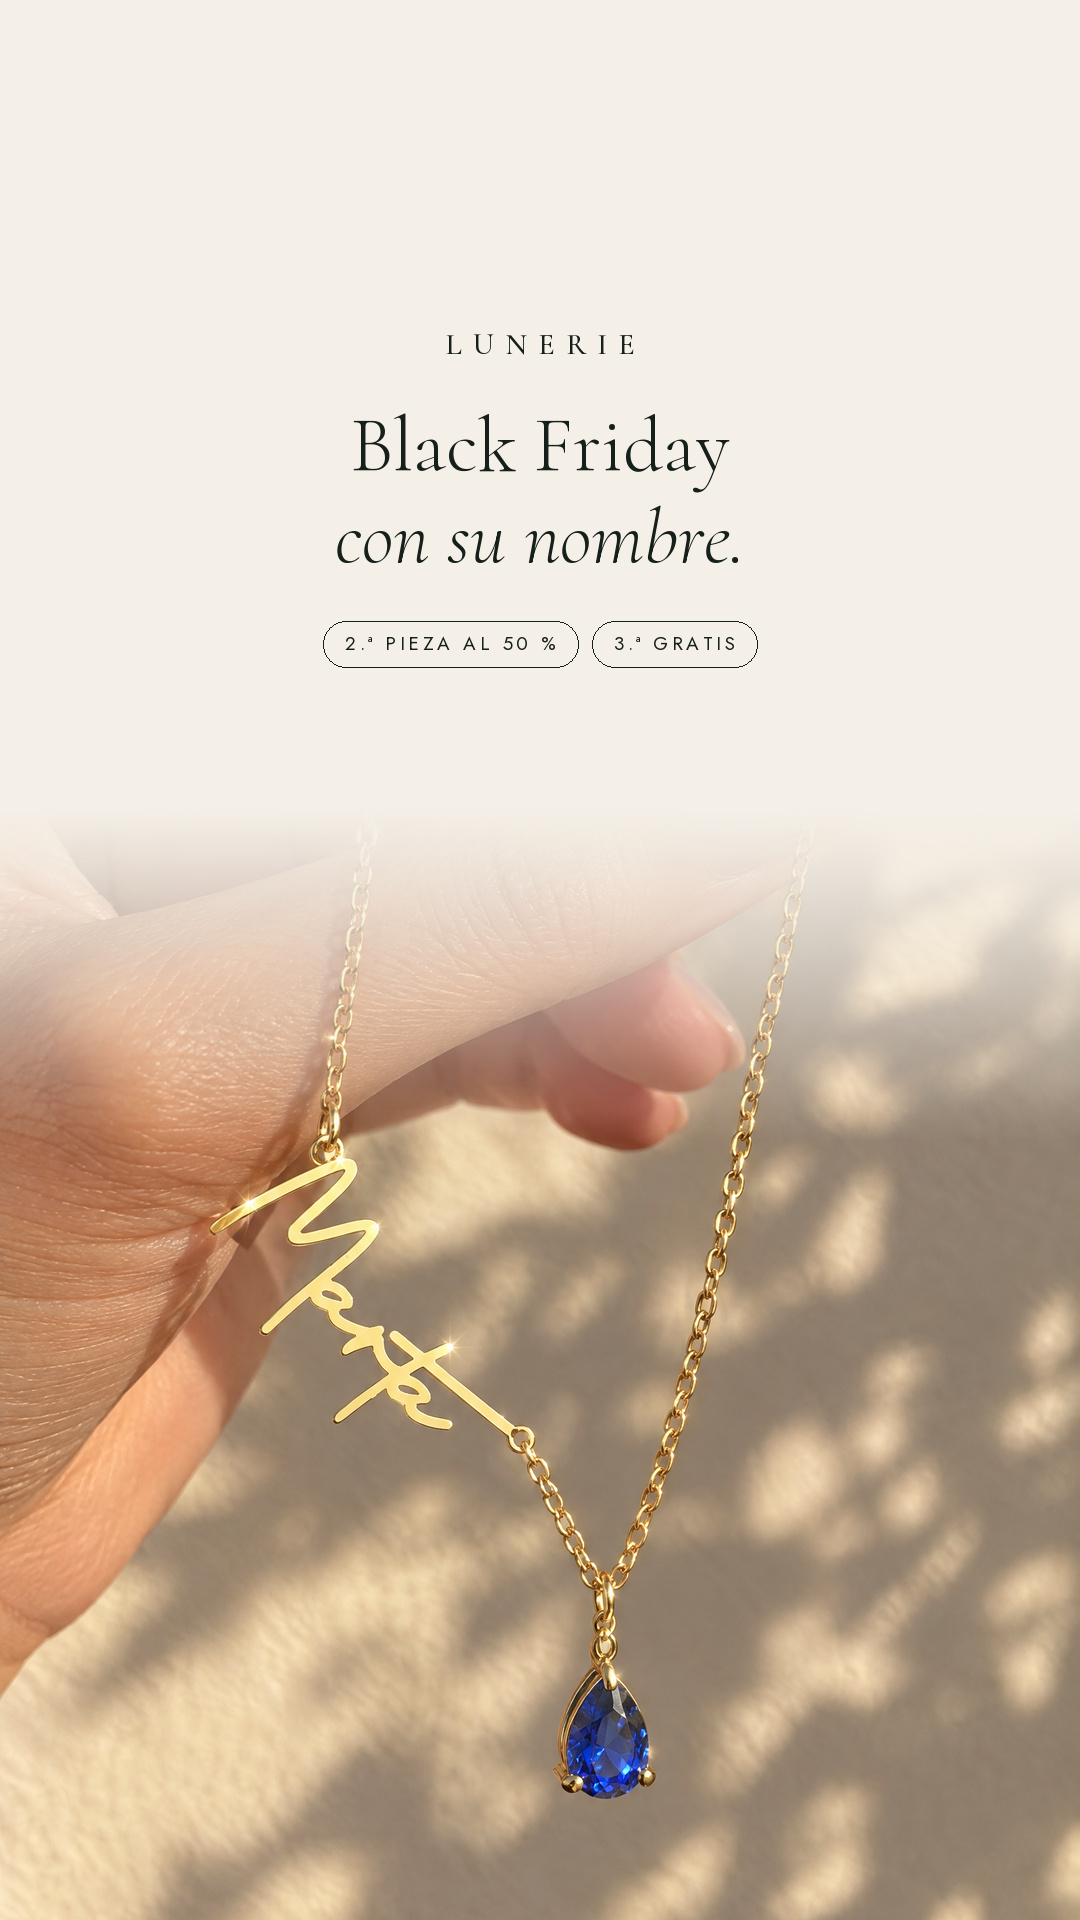 LUNERIE
Black Friday
con su nombre.
2.ª PIEZA AL 50 %
3.ª GRATIS
Marta